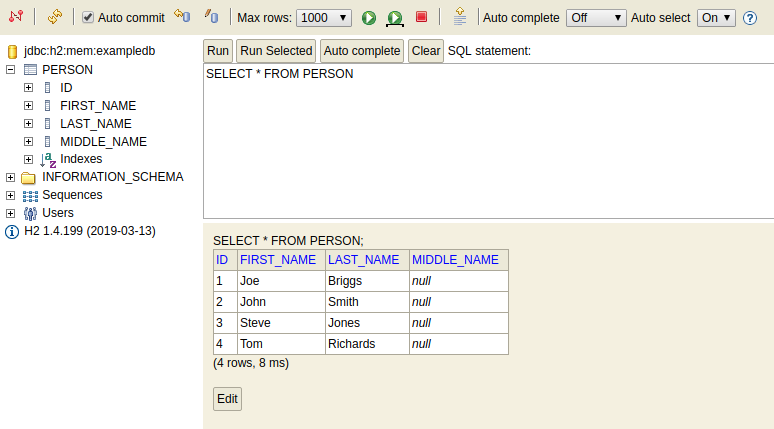 Auto commit Max rows: 1000 Auto complete Off Auto select On ?
jdbc:h2:mem:exampledb
PERSON
ID
FIRST_NAME
LAST_NAME
MIDDLE_NAME
Indexes
INFORMATION_SCHEMA
Sequences
Users
H2 1.4.199 (2019-03-13)
Run Run Selected Auto complete Clear SQL statement:
SELECT * FROM PERSON
SELECT * FROM PERSON;
ID FIRST_NAME LAST_NAME MIDDLE_NAME
1 Joe Briggs null
2 John Smith null
3 Steve Jones null
4 Tom Richards null
(4 rows, 8 ms)
Edit